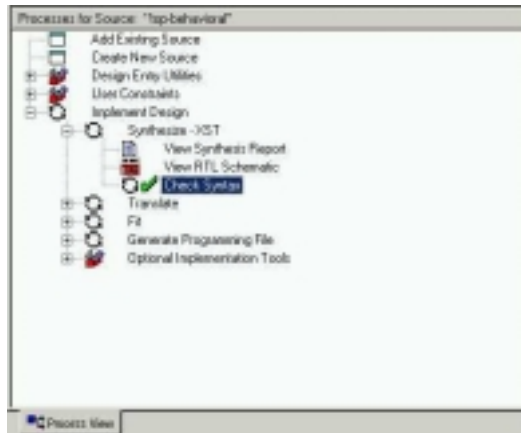 Processes for Source: "top-behavioral"
Add Existing Source
Create New Source
Design Entry Utilities
User Constraints
Implement Design
Synthesize - XST
View Synthesis Report
View RTL Schematic
Check Syntax
Translate
Fit
Generate Programming File
Optional Implementation Tools
Process View